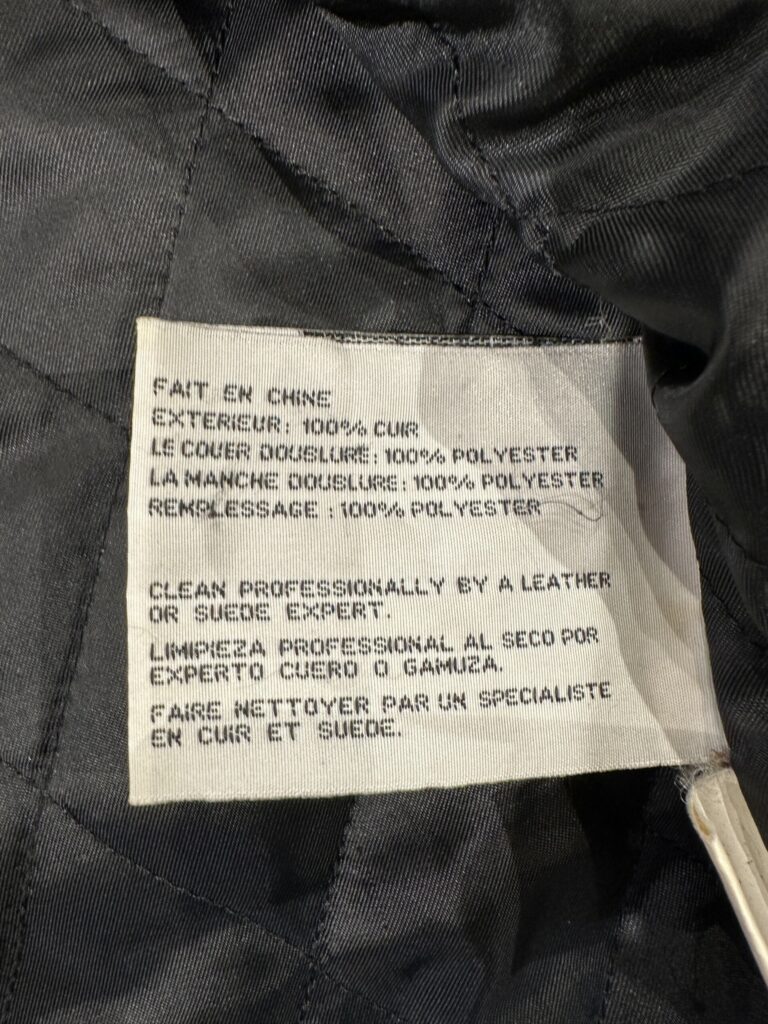 FAIT EN CHINE
EXTERIEUR: 100% CUIR
LE COUER DOUSLURE: 100% POLYESTER
LA MANCHE DOUSLURE: 100% POLYESTER
REMPLESSAGE : 100% POLYESTER
CLEAN PROFESSIONALLY BY A LEATHER
OR SUEDE EXPERT.
LIMIPIEZA PROFESSIONAL AL SECO POR
EXPERTO CUERO O GAMUZA.
FAIRE NETTOYER PAR UN SPECIALISTE
EN CUIR ET SUEDE.